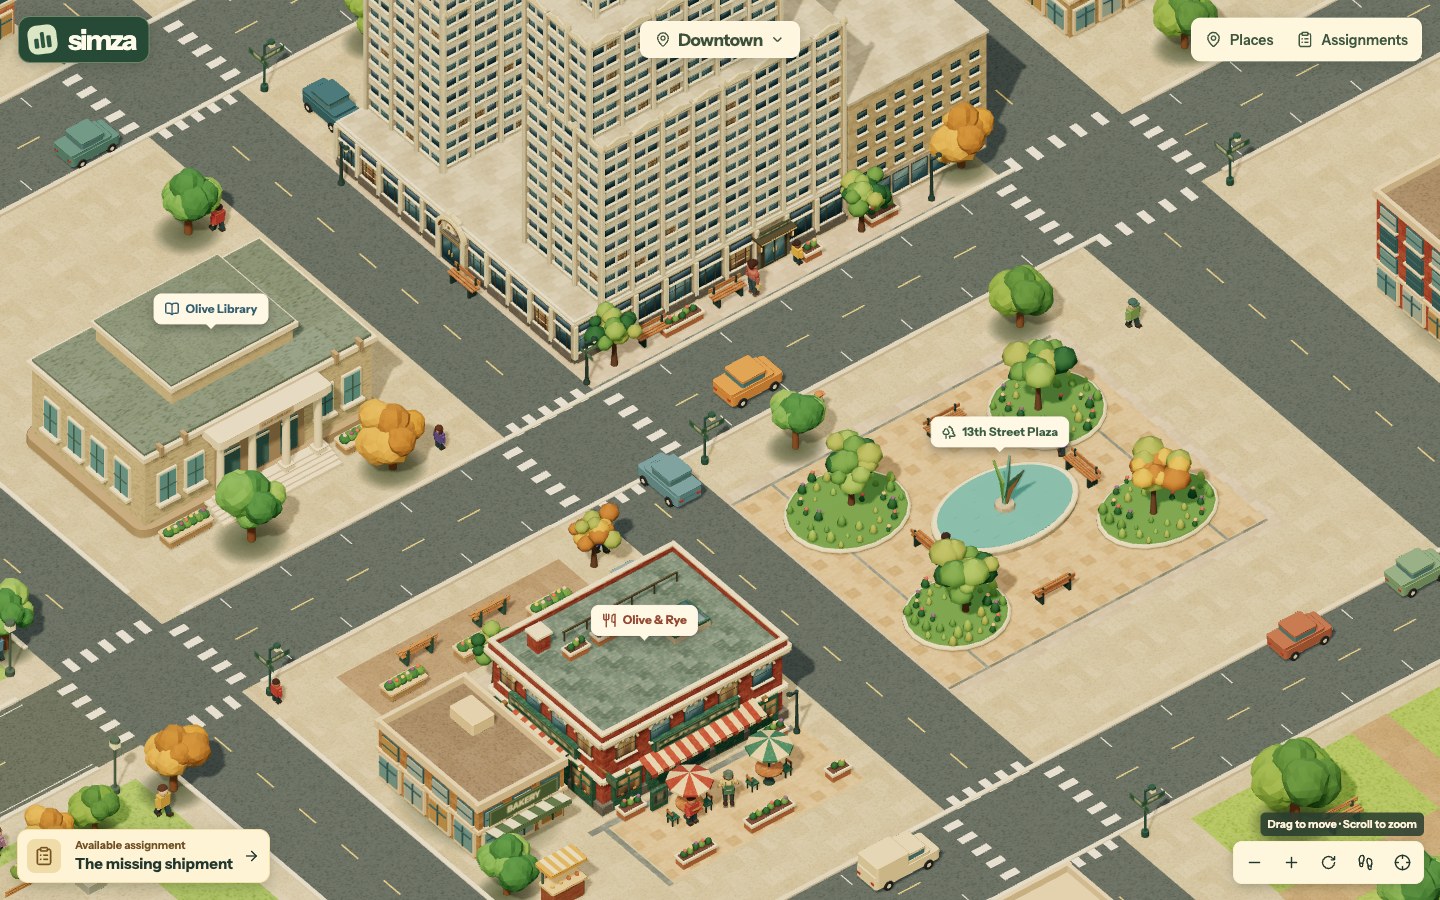 simza
Downtown
Places
Assignments
Olive Library
13th Street Plaza
Olive & Rye
BAKERY
Available assignment
The missing shipment
Drag to move · Scroll to zoom